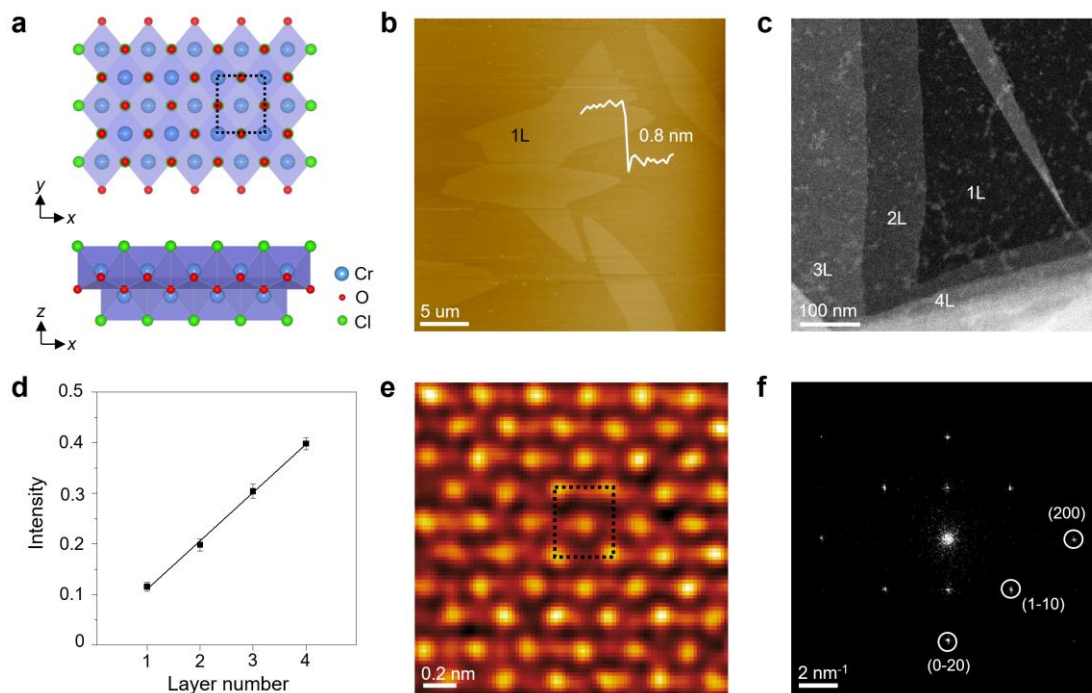 a
y
x
z
x
Cr
O
Cl
b
1L
0.8 nm
5 um
c
1L
2L
3L
4L
100 nm
d
0.5
0.4
0.3
0.2
0.1
0
Intensity
1 2 3 4
Layer number
e
0.2 nm
f
(200)
(1-10)
(0-20)
2 nm⁻¹